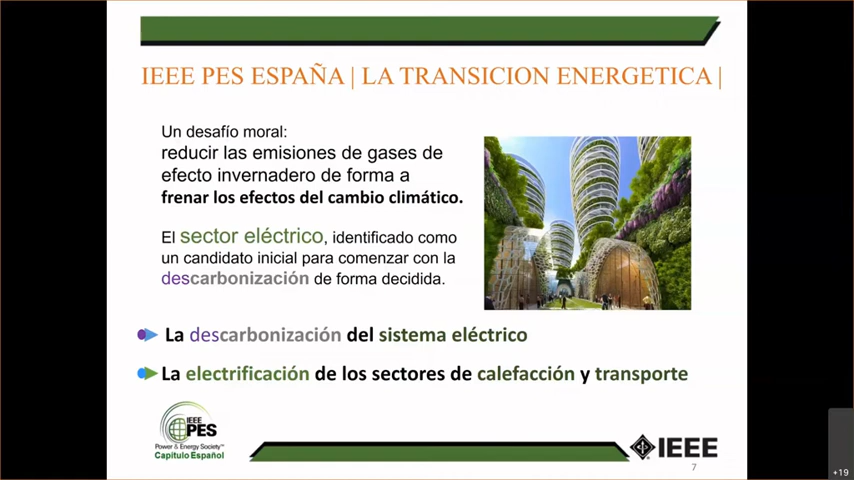 IEEE PES ESPAÑA | LA TRANSICION ENERGETICA |
Un desafío moral:
reducir las emisiones de gases de
efecto invernadero de forma a
frenar los efectos del cambio climático.
El sector eléctrico, identificado como
un candidato inicial para comenzar con la
descarbonización de forma decidida.
La descarbonización del sistema eléctrico
La electrificación de los sectores de calefacción y transporte
IEEE
PES
Power & Energy Society™
Capítulo Español
IEEE
7
+19